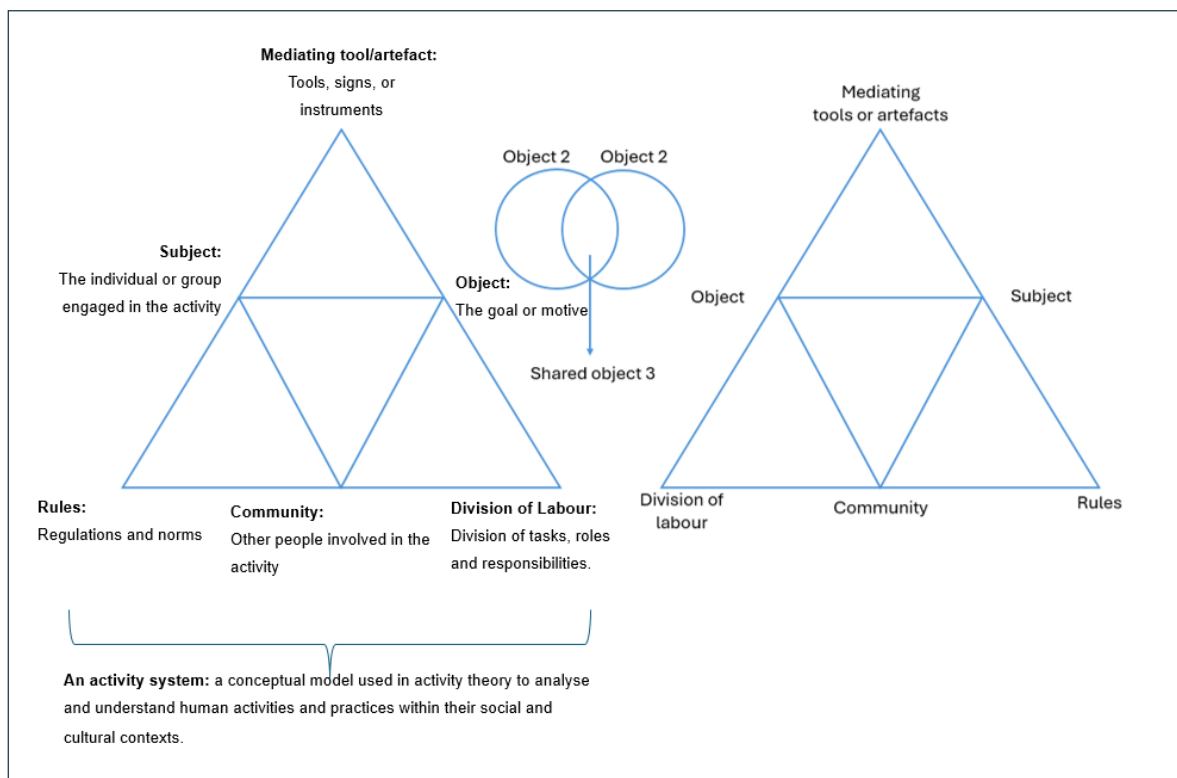 Mediating tool/artefact:
Tools, signs, or
instruments
Subject:
The individual or group
engaged in the activity
Object:
The goal or motive
Rules:
Regulations and norms
Community:
Other people involved in the
activity
Division of Labour:
Division of tasks, roles
and responsibilities.
Object 2
Object 2
Shared object 3
Mediating
tools or artefacts
Object
Subject
Division of
labour
Community
Rules
An activity system: a conceptual model used in activity theory to analyse
and understand human activities and practices within their social and
cultural contexts.